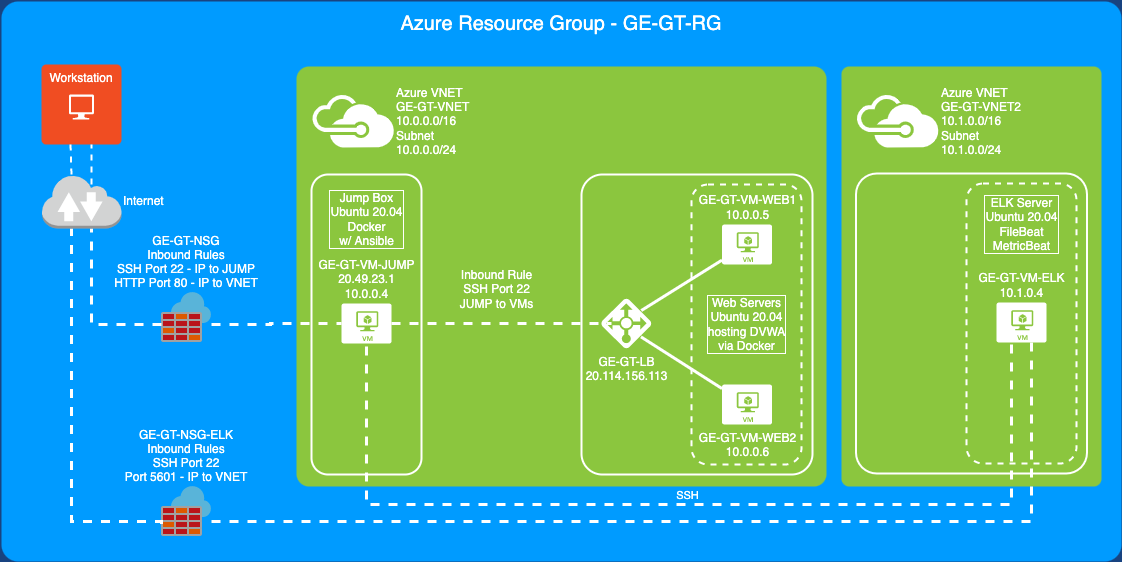 Azure Resource Group - GE-GT-RG
Workstation
Internet
GE-GT-NSG
Inbound Rules
SSH Port 22 - IP to JUMP
HTTP Port 80 - IP to VNET
GE-GT-NSG-ELK
Inbound Rules
SSH Port 22
Port 5601 - IP to VNET
Azure VNET
GE-GT-VNET
10.0.0.0/16
Subnet
10.0.0.0/24
Jump Box
Ubuntu 20.04
Docker
w/ Ansible
GE-GT-VM-JUMP
20.49.23.1
10.0.0.4
VM
Inbound Rule
SSH Port 22
JUMP to VMs
GE-GT-LB
20.114.156.113
GE-GT-VM-WEB1
10.0.0.5
VM
Web Servers
Ubuntu 20.04
hosting DVWA
via Docker
VM
GE-GT-VM-WEB2
10.0.0.6
Azure VNET
GE-GT-VNET2
10.1.0.0/16
Subnet
10.1.0.0/24
ELK Server
Ubuntu 20.04
FileBeat
MetricBeat
GE-GT-VM-ELK
10.1.0.4
VM
SSH